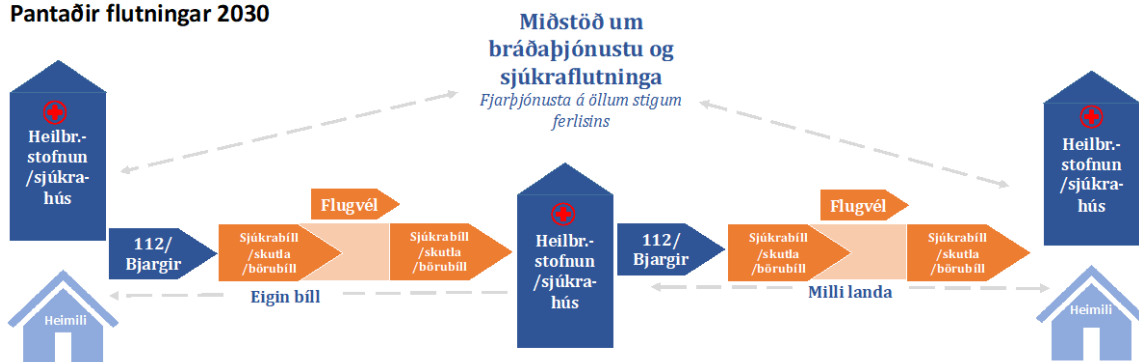 Pantaðir flutningar 2030
Miðstöð um
bráðaþjónustu og
sjúkraflutninga
Fjarþjónusta á öllum stigum
ferlisins
Heilbr.-
stofnun
/sjúkra-
hús
112/
Bjargir
Sjúkrabíll
/skutla
/börubíll
Flugvél
Sjúkrabíll
/skutla
/börubíll
Heilbr.-
stofnun
/sjúkra-
hús
112/
Bjargir
Sjúkrabíll
/skutla
/börubíll
Flugvél
Sjúkrabíll
/skutla
/börubíll
Heilbr.-
stofnun
/sjúkra-
hús
Heimili
Eigin bíll
Milli landa
Heimili